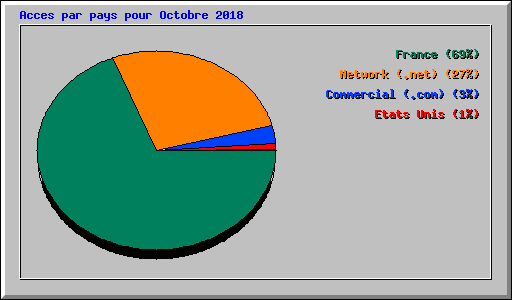 Acces par pays pour Octobre 2018
France (69%)
Network (.net) (27%)
Commercial (.com) (3%)
Etats Unis (1%)